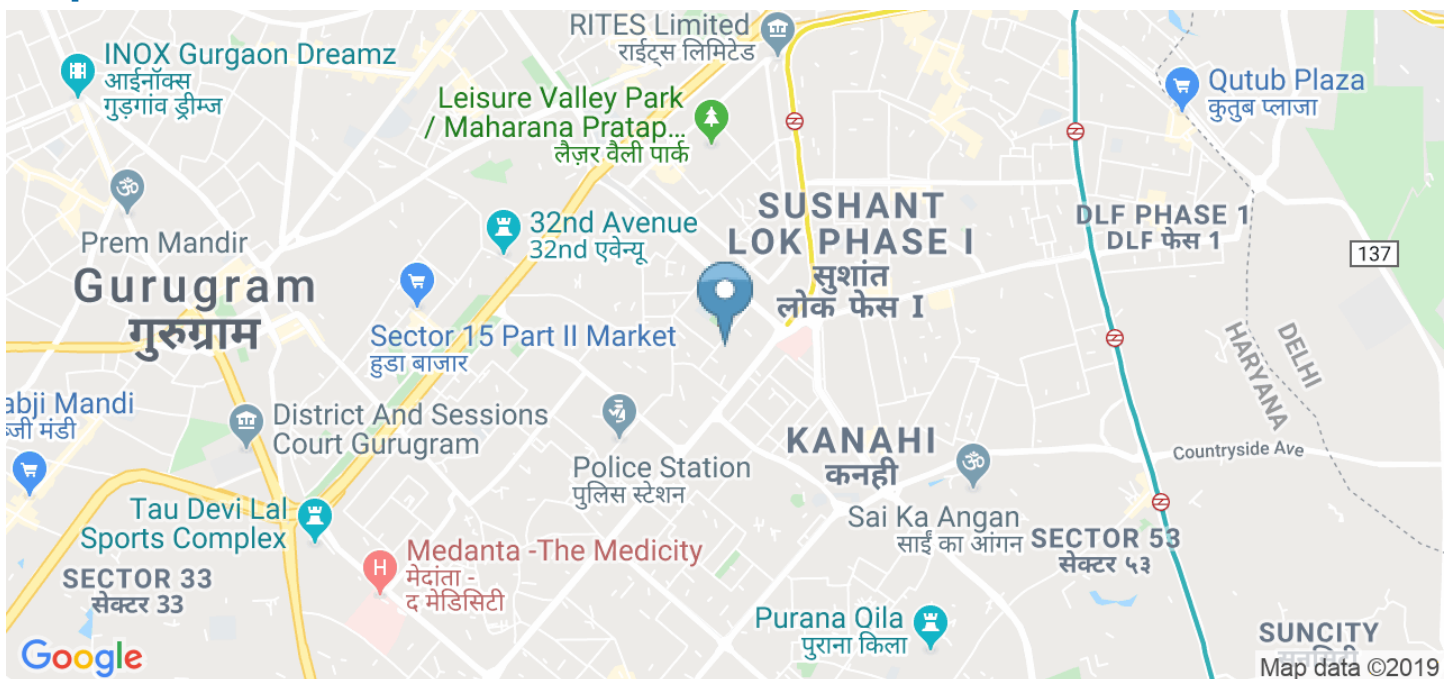 RITES Limited
राईट्स लिमिटेड
INOX Gurgaon Dreamz
आईनॉक्स
गुड़गांव ड्रीम्ज
Qutub Plaza
कुतुब प्लाजा
Leisure Valley Park
/ Maharana Pratap...
लैज़र वैली पार्क
SUSHANT
LOK PHASE I
सुशांत
लोक फेस I
DLF PHASE 1
DLF फेस 1
32nd Avenue
32nd एवेन्यू
Prem Mandir
137
Gurugram
गुरुग्राम
Sector 15 Part II Market
हुडा बाजार
DELHI
HARYANA
abji Mandi
ब्जी मंडी
District And Sessions
Court Gurugram
KANAHI
कनही
Countryside Ave
Police Station
पुलिस स्टेशन
Tau Devi Lal
Sports Complex
Sai Ka Angan
साईं का आंगन
SECTOR 53
सेक्टर ५३
Medanta -The Medicity
मेदांता -
द मेडिसिटी
H
SECTOR 33
सेक्टर 33
Purana Qila
पुराना किला
SUNCITY
Google
Map data ©2019